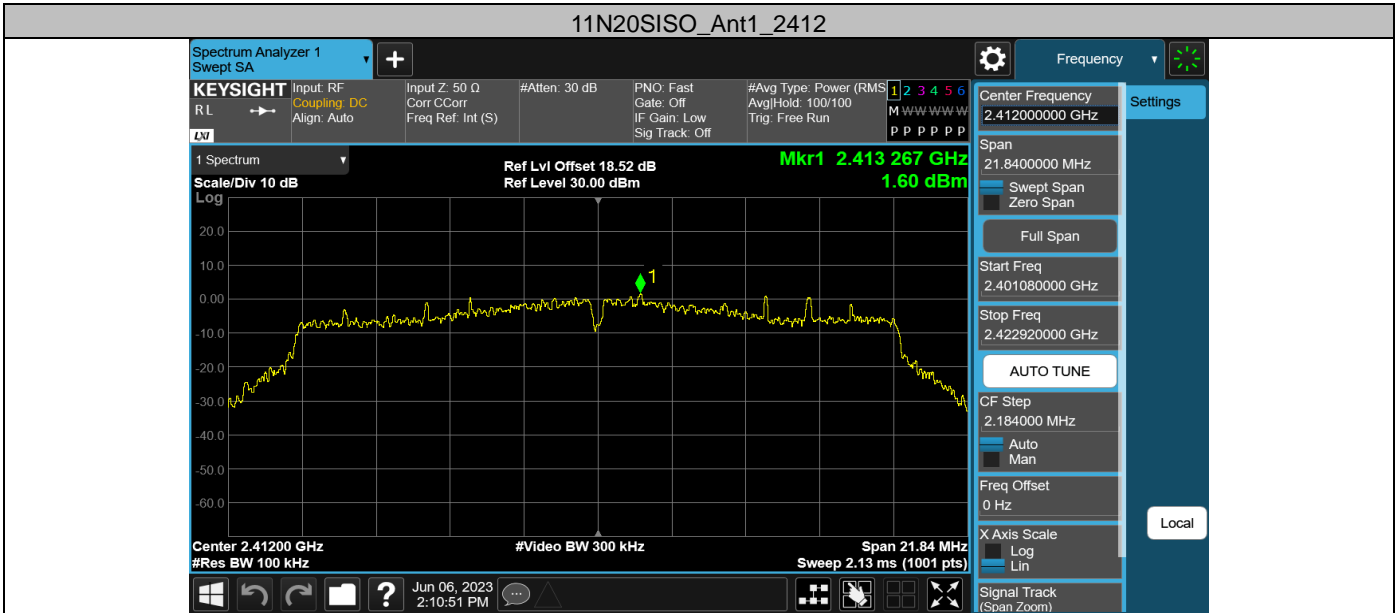 11N20SISO_Ant1_2412
Spectrum Analyzer 1
Swept SA
Frequency
KEYSIGHT
RL
LXI
Input: RF
Coupling: DC
Align: Auto
Input Z: 50 Ω
Corr CCorr
Freq Ref: Int (S)
#Atten: 30 dB
PNO: Fast
Gate: Off
IF Gain: Low
Sig Track: Off
#Avg Type: Power (RMS
Avg|Hold: 100/100
Trig: Free Run
1 2 3 4 5 6
M W W W W W
P P P P P P
1 Spectrum
Scale/Div 10 dB
Ref Lvl Offset 18.52 dB
Ref Level 30.00 dBm
Mkr1 2.413 267 GHz
1.60 dBm
Log
20.0
10.0
0.00
-10.0
-20.0
-30.0
-40.0
-50.0
-60.0
1
Center 2.41200 GHz
#Res BW 100 kHz
#Video BW 300 kHz
Span 21.84 MHz
Sweep 2.13 ms (1001 pts)
Center Frequency
2.412000000 GHz
Span
21.8400000 MHz
Swept Span
Zero Span
Full Span
Start Freq
2.401080000 GHz
Stop Freq
2.422920000 GHz
AUTO TUNE
CF Step
2.184000 MHz
Auto
Man
Freq Offset
0 Hz
X Axis Scale
Log
Lin
Signal Track
(Span Zoom)
Settings
Local
?
Jun 06, 2023
2:10:51 PM